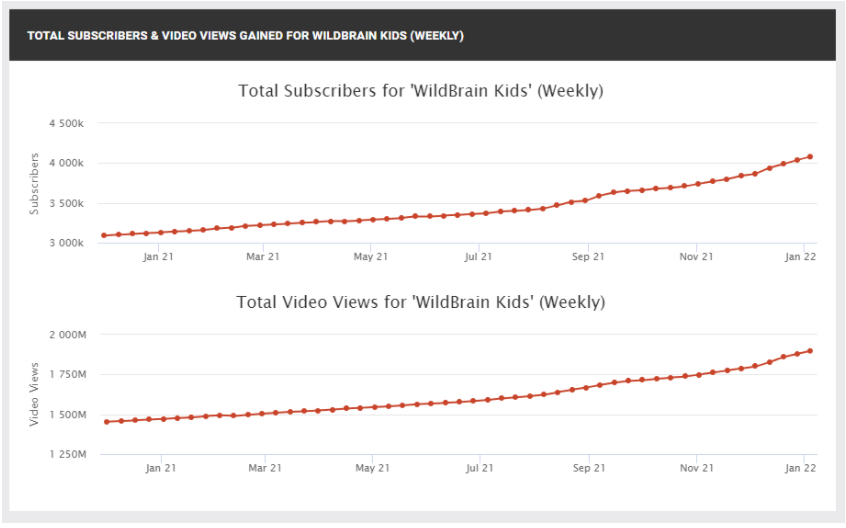 TOTAL SUBSCRIBERS & VIDEO VIEWS GAINED FOR WILDBRAIN KIDS (WEEKLY)
Total Subscribers for 'WildBrain Kids' (Weekly)
Subscribers
4 500k
4 000k
3 500k
3 000k
Jan 21 Mar 21 May 21 Jul 21 Sep 21 Nov 21 Jan 22
Total Video Views for 'WildBrain Kids' (Weekly)
Video Views
2 000M
1 750M
1 500M
1 250M
Jan 21 Mar 21 May 21 Jul 21 Sep 21 Nov 21 Jan 22